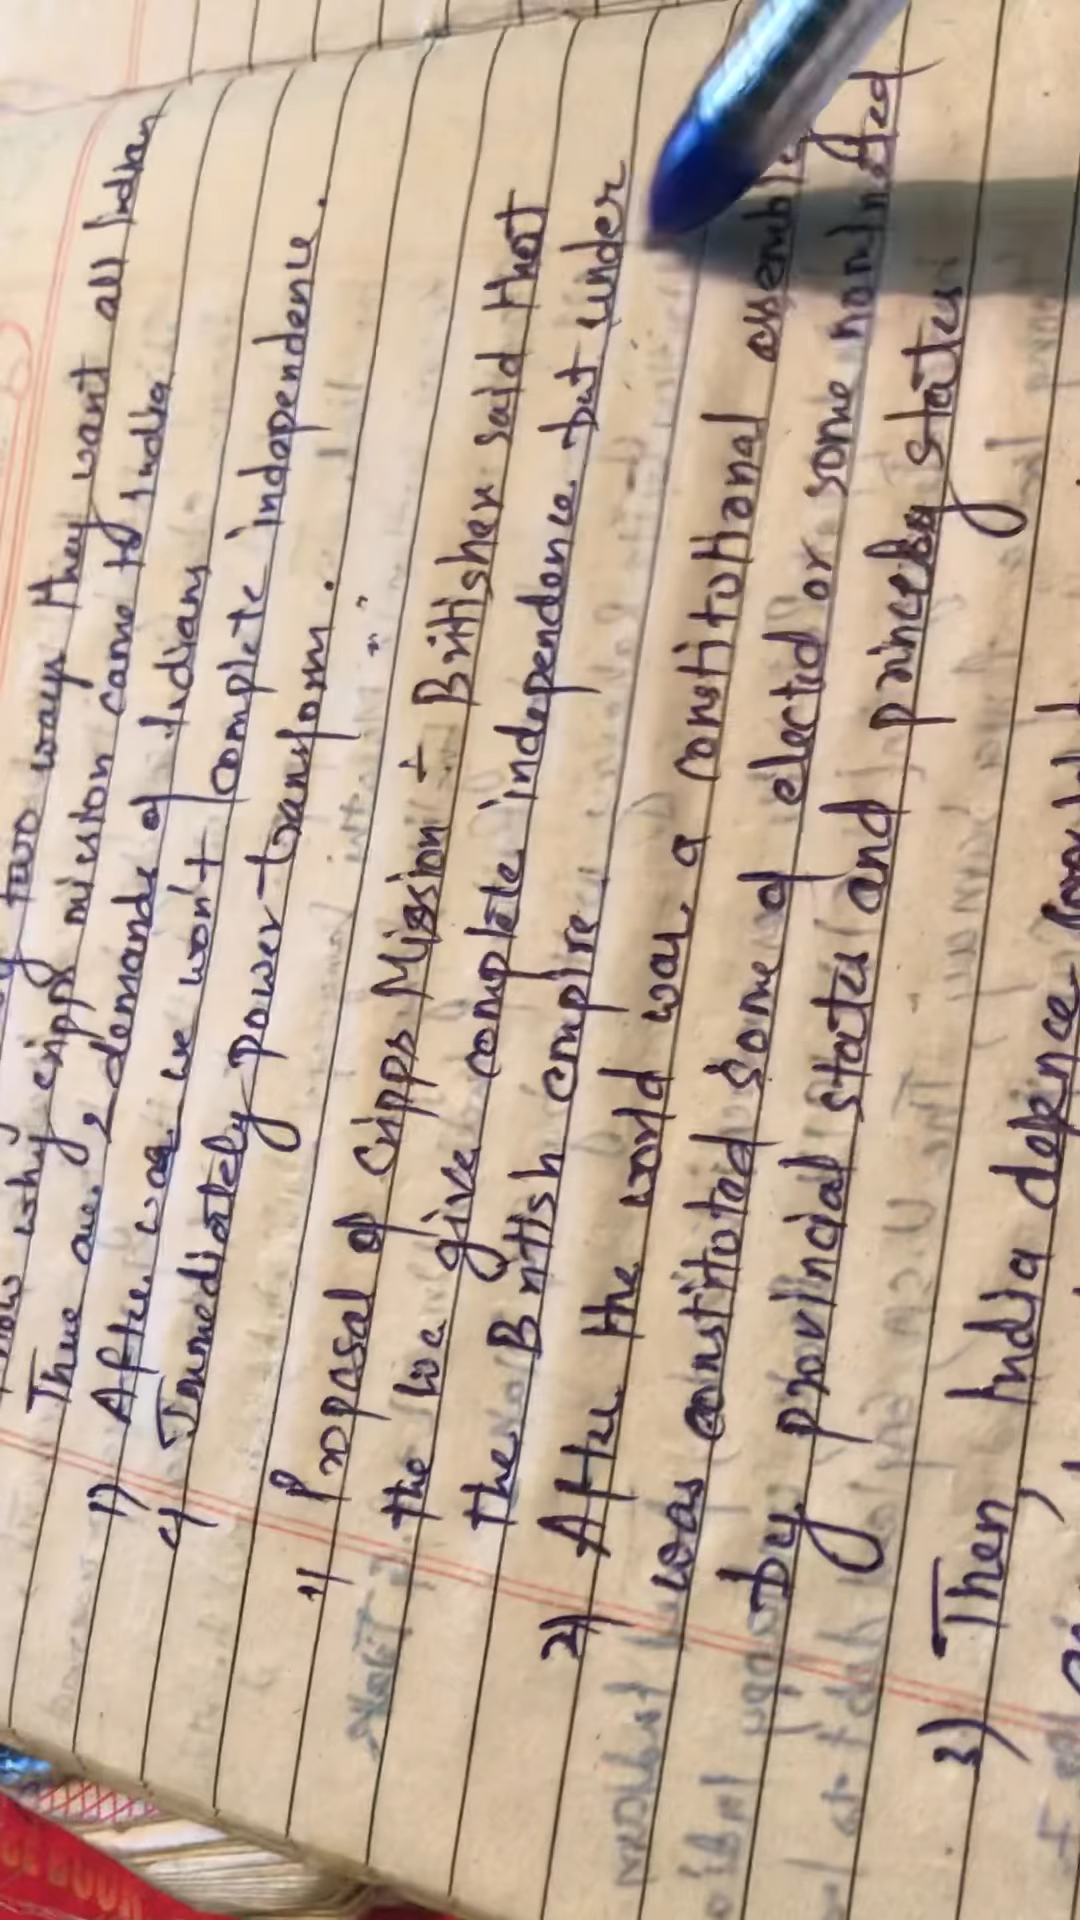 two ways they want all Indian
know why cripps mission came to India
There are 2 demands of Indians
1) After war we won't complete independence
2) Immediately power transform.
1) Proposal of Cripps Mission ÷ Britisher said that
the we give complete independence but under
the British empire
2) After the world war a constitutional assemble
was constituted some of elected or some nominated
by provincial states and princely states
3) Then, India defence